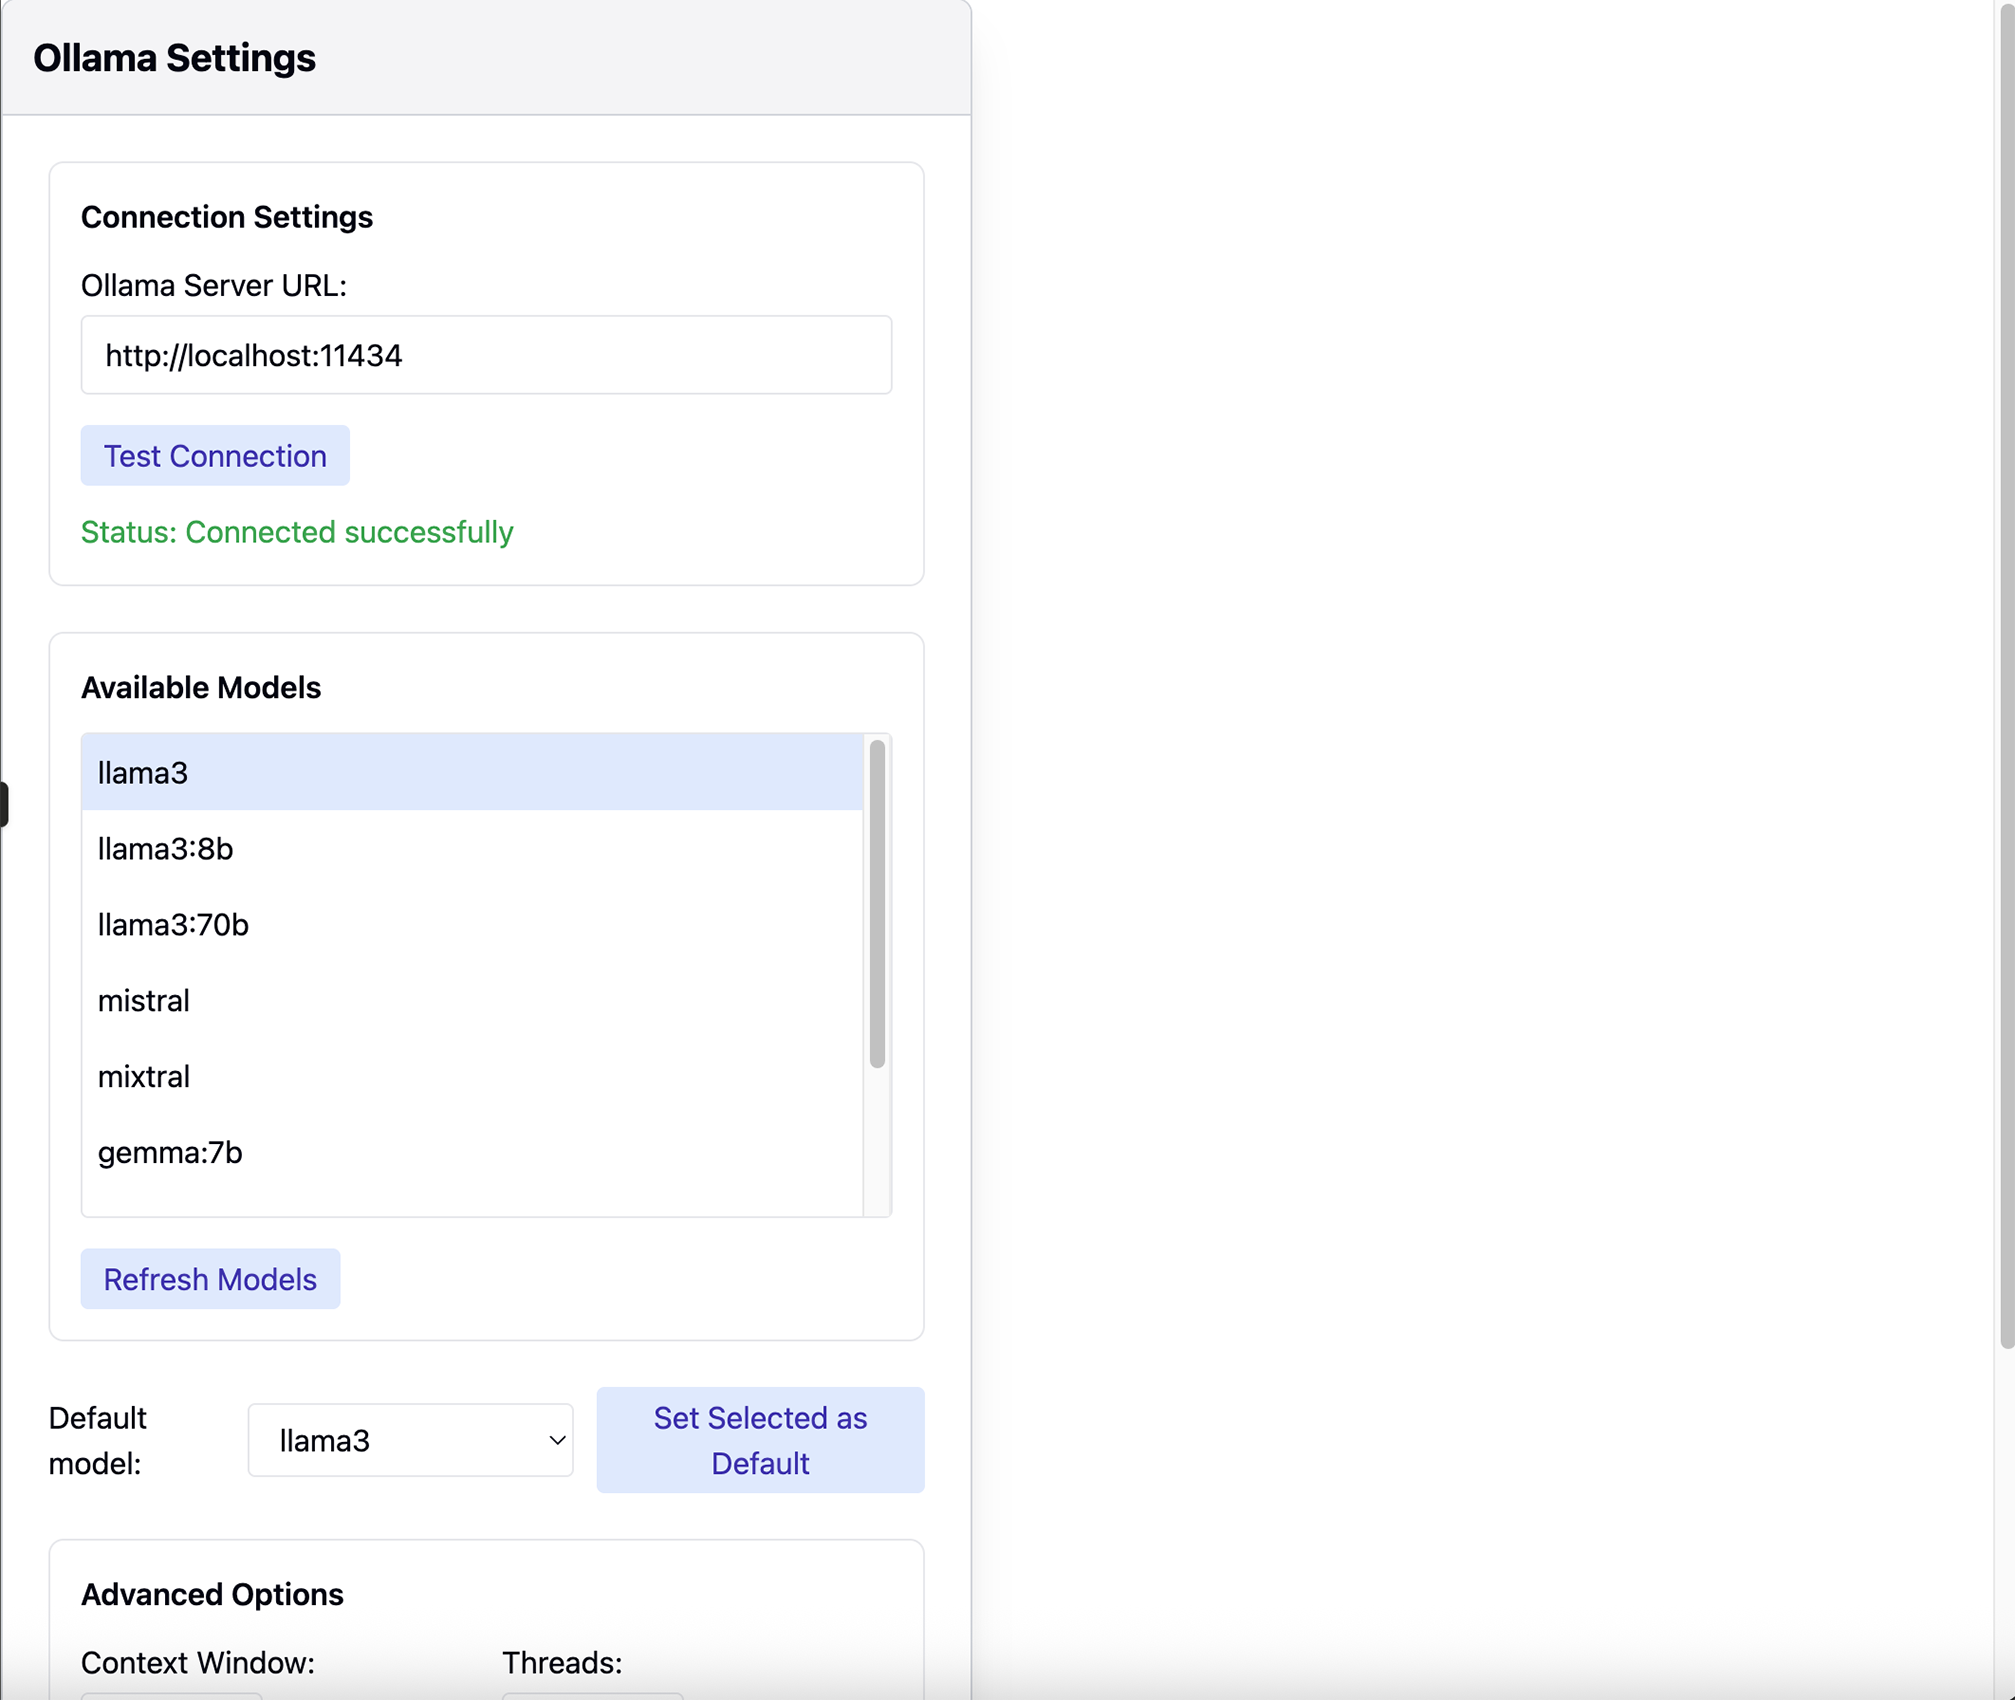 Ollama Settings
Connection Settings
Ollama Server URL:
http://localhost:11434
Test Connection
Status: Connected successfully
Available Models
llama3
llama3:8b
llama3:70b
mistral
mixtral
gemma:7b
Refresh Models
Default
model:
llama3
Set Selected as
Default
Advanced Options
Context Window:
Threads: